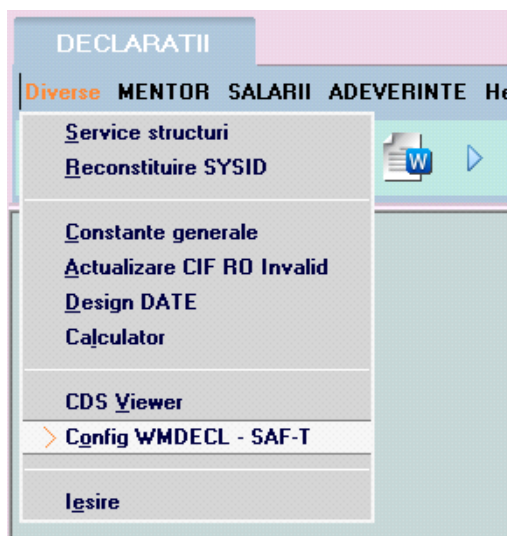 DECLARATII
Diverse MENTOR SALARII ADEVERINTE He
Service structuri
Reconstituire SYSID
W
Constante generale
Actualizare CIF RO Invalid
Design DATE
Calculator
CDS Viewer
Config WMDECL - SAF-T
Iesire